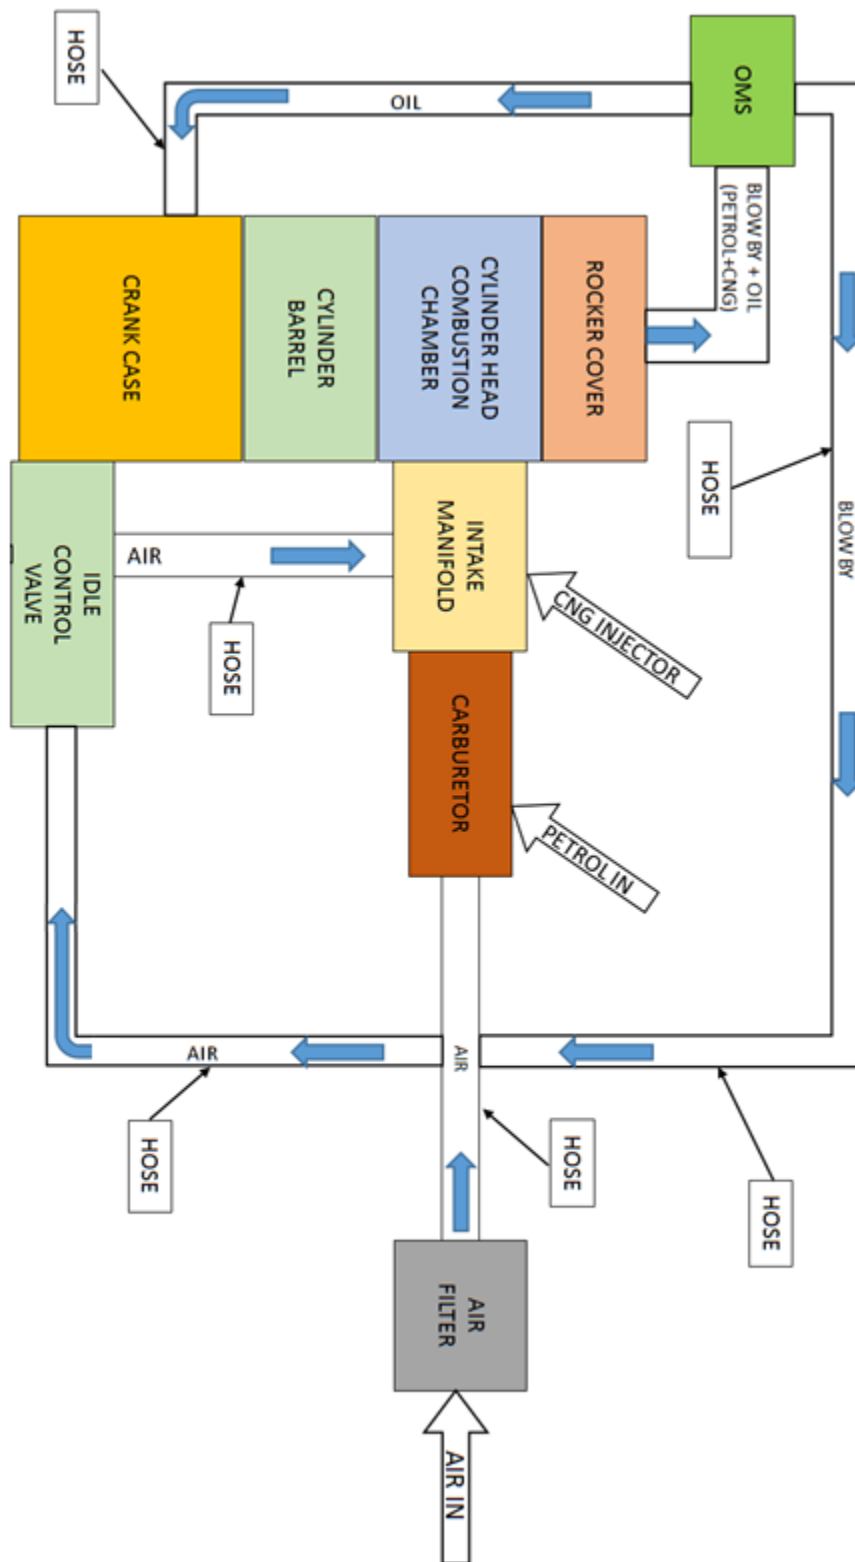 HOSE
OIL
OMS
BLOW BY + OIL
(PETROL+CNG)
CRANK CASE
CYLINDER
BARREL
CYLINDER HEAD
COMBUSTION
CHAMBER
ROCKER COVER
HOSE
BLOW BY
IDLE
CONTROL
VALVE
AIR
HOSE
INTAKE
MANIFOLD
CNG INJECTOR
CARBURETOR
PETROL IN
AIR
AIR
HOSE
HOSE
HOSE
AIR
FILTER
AIR IN